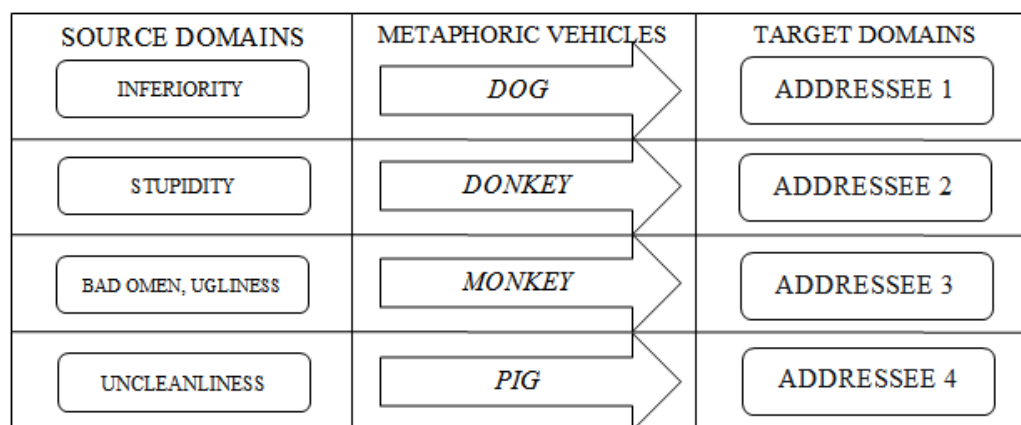 SOURCE DOMAINS METAPHORIC VEHICLES TARGET DOMAINS
INFERIORITY DOG ADDRESSEE 1
STUPIDITY DONKEY ADDRESSEE 2
BAD OMEN, UGLINESS MONKEY ADDRESSEE 3
UNCLEANLINESS PIG ADDRESSEE 4